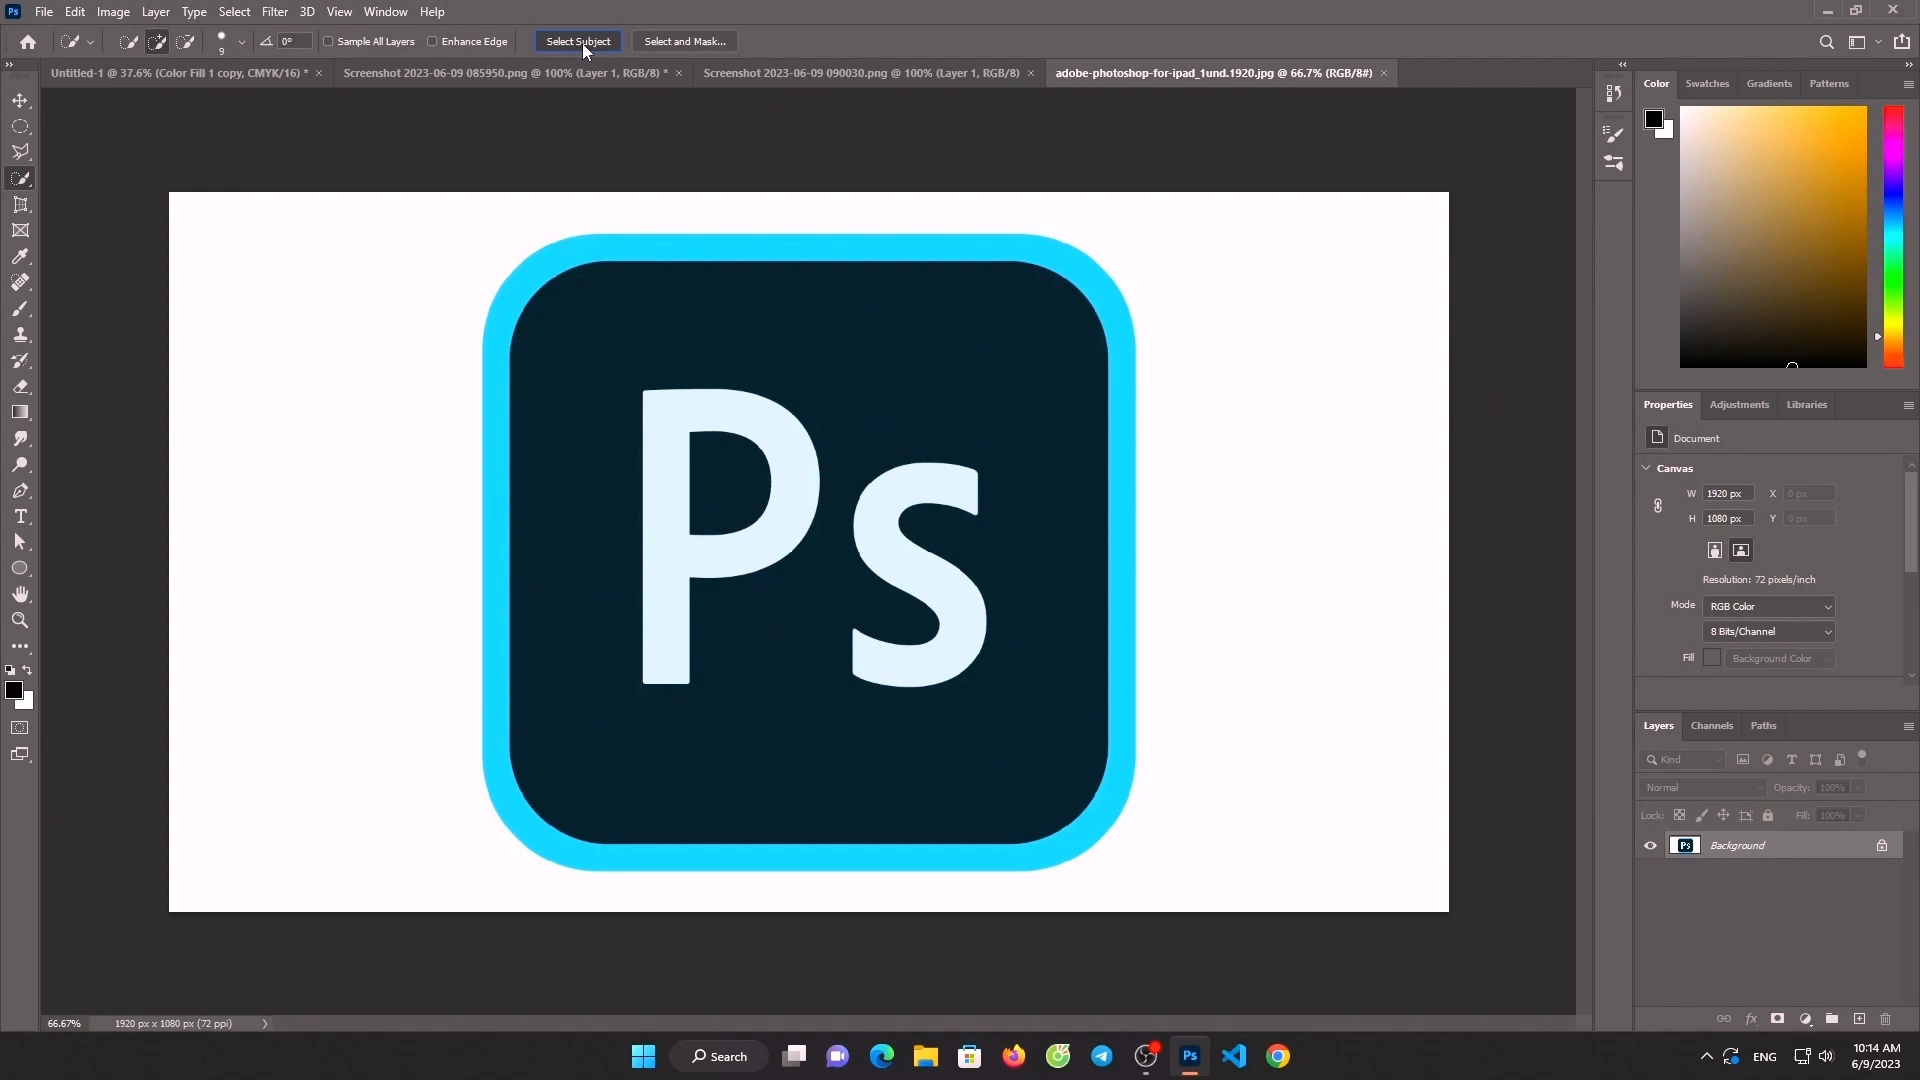 Ps File Edit Image Layer Type Select Filter 3D View Window Help
9 0° Sample All Layers Enhance Edge Select Subject Select and Mask...
Untitled-1 @ 37.6% (Color Fill 1 copy, CMYK/16) * × Screenshot 2023-06-09 085950.png @ 100% (Layer 1, RGB/8) * × Screenshot 2023-06-09 090030.png @ 100% (Layer 1, RGB/8) × adobe-photoshop-for-ipad_1und.1920.jpg @ 66.7% (RGB/8#) ×
Color Swatches Gradients Patterns
Ps
Properties Adjustments Libraries
Document
Canvas
W 1920 px X 0 px
H 1080 px Y 0 px
Resolution: 72 pixels/inch
Mode RGB Color
8 Bits/Channel
Fill Background Color
Layers Channels Paths
Kind
Normal Opacity: 100%
Lock: Fill: 100%
Ps Background
fx
66.67% 1920 px x 1080 px (72 ppi)
Search Ps ENG 10:14 AM
6/9/2023